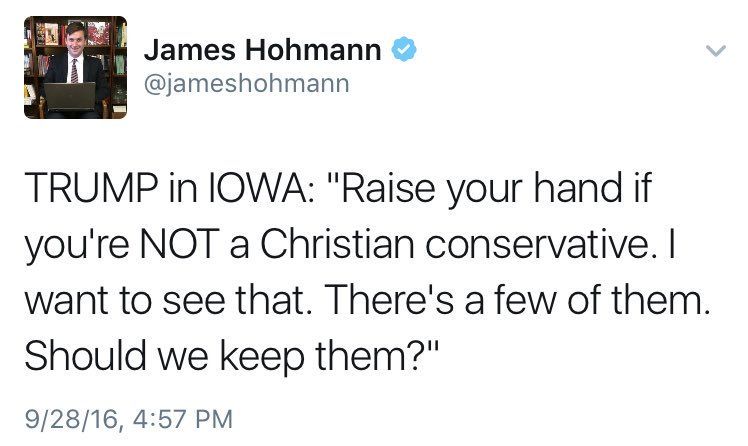 James Hohmann
@jameshohmann
TRUMP in IOWA: "Raise your hand if
you're NOT a Christian conservative. I
want to see that. There's a few of them.
Should we keep them?"
9/28/16, 4:57 PM